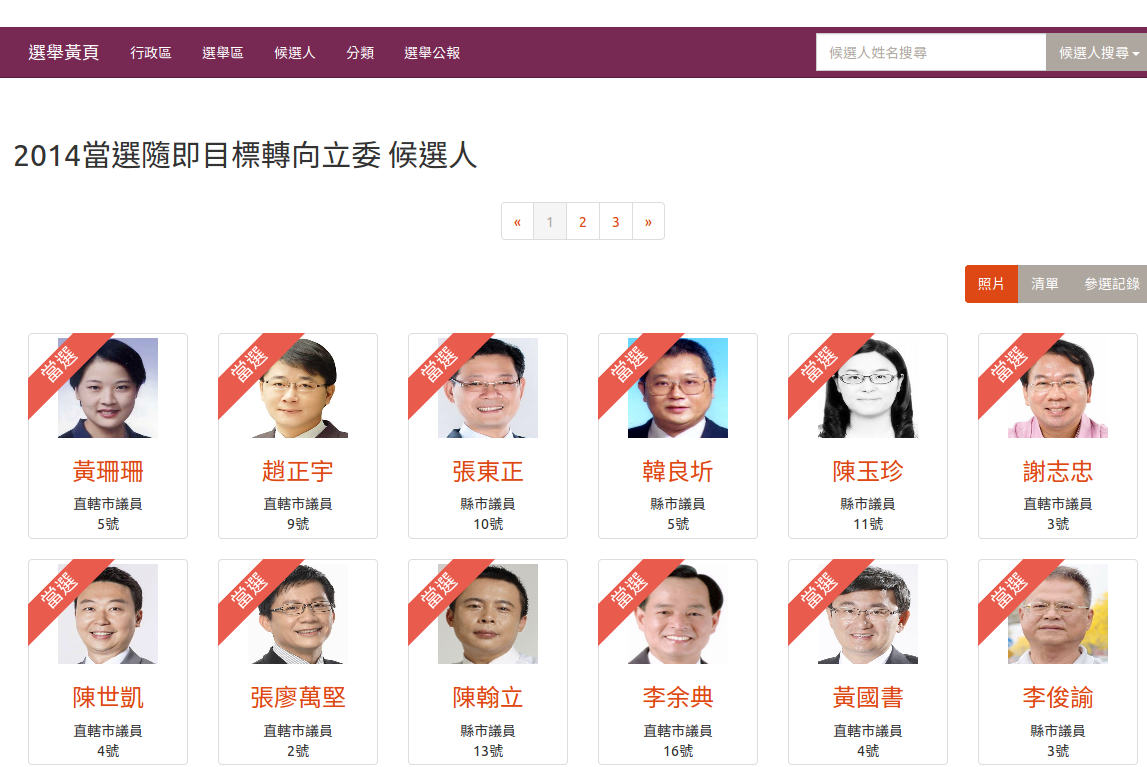 選舉黃頁 行政區 選舉區 候選人 分類 選舉公報 候選人姓名搜尋 候選人搜尋
2014當選隨即目標轉向立委 候選人
« 1 2 3 »
照片 清單 參選記錄
當選 當選 當選 當選 當選 當選
黃珊珊 趙正宇 張東正 韓良圻 陳玉珍 謝志忠
直轄市議員 直轄市議員 縣市議員 縣市議員 縣市議員 直轄市議員
5號 9號 10號 5號 11號 3號
當選 當選 當選 當選 當選 當選
陳世凱 張廖萬堅 陳翰立 李余典 黃國書 李俊諭
直轄市議員 直轄市議員 縣市議員 直轄市議員 直轄市議員 縣市議員
4號 2號 13號 16號 4號 3號